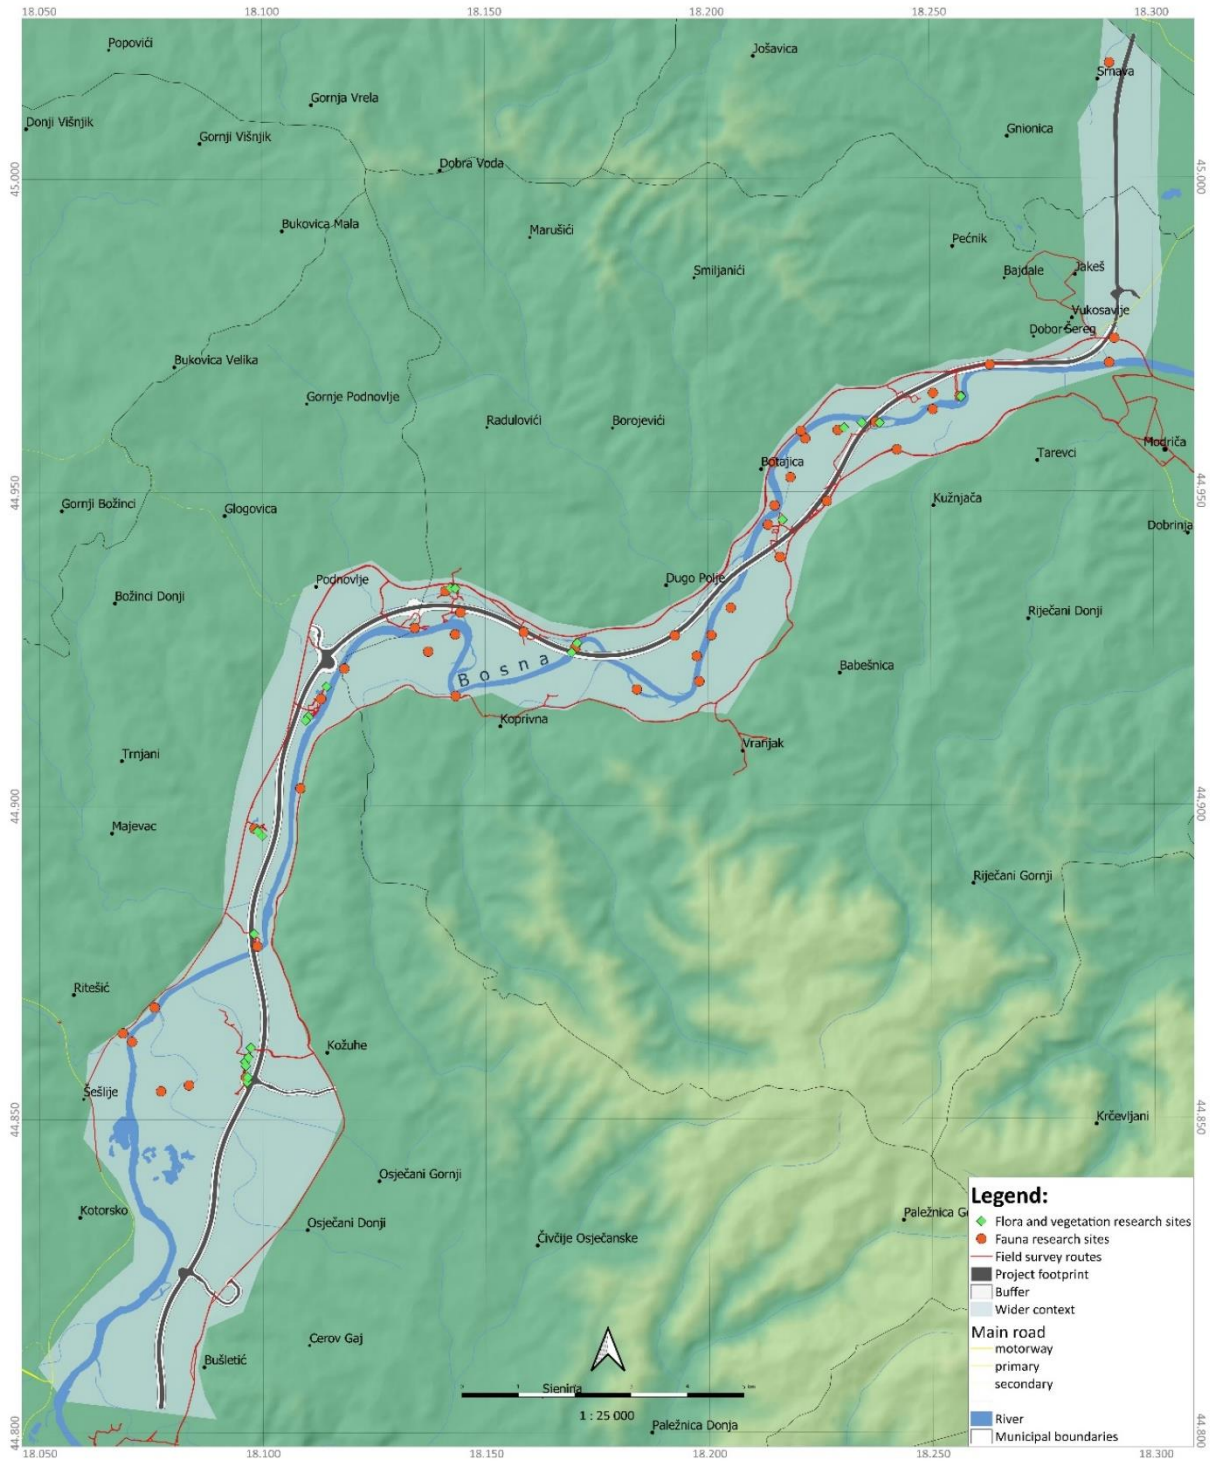 18.050
18.100
18.150
18.200
18.250
18.300
Popovići
Jošavica
Srnava
Gornja Vrela
Donji Višnjik
Gornji Višnjik
Gnionica
Dobra Voda
45.000
45.000
Bukovica Mala
Marušići
Pećnik
Smiljanići
Bajdale
Jakeš
Vukosavlje
Dobor
Šereg
Bukovica Velika
Gornje Podnovlje
Radulovići
Borojevići
Modriča
Botajica
Tarevci
44.950
44.950
Gornji Božinci
Glogovica
Kužnjača
Dobrinja
Podnovlje
Dugo Polje
Božinci Donji
Riječani Donji
Bosna
Babešnica
Koprivna
Vranjak
Trnjani
44.900
44.900
Majevac
Riječani Gornji
Ritešić
Kožuhe
Šešlije
44.850
44.850
Krčevljani
Osječani Gornji
Kotorsko
Osječani Donji
Paležnica G
Čivčije Osječanske
Cerov Gaj
Bušletić
Sjenina
km
1 : 25 000
Paležnica Donja
Legend:
Flora and vegetation research sites
Fauna research sites
Field survey routes
Project footprint
Buffer
Wider context
Main road
motorway
primary
secondary
River
Municipal boundaries
44.800
44.800
18.050
18.100
18.150
18.200
18.250
18.300